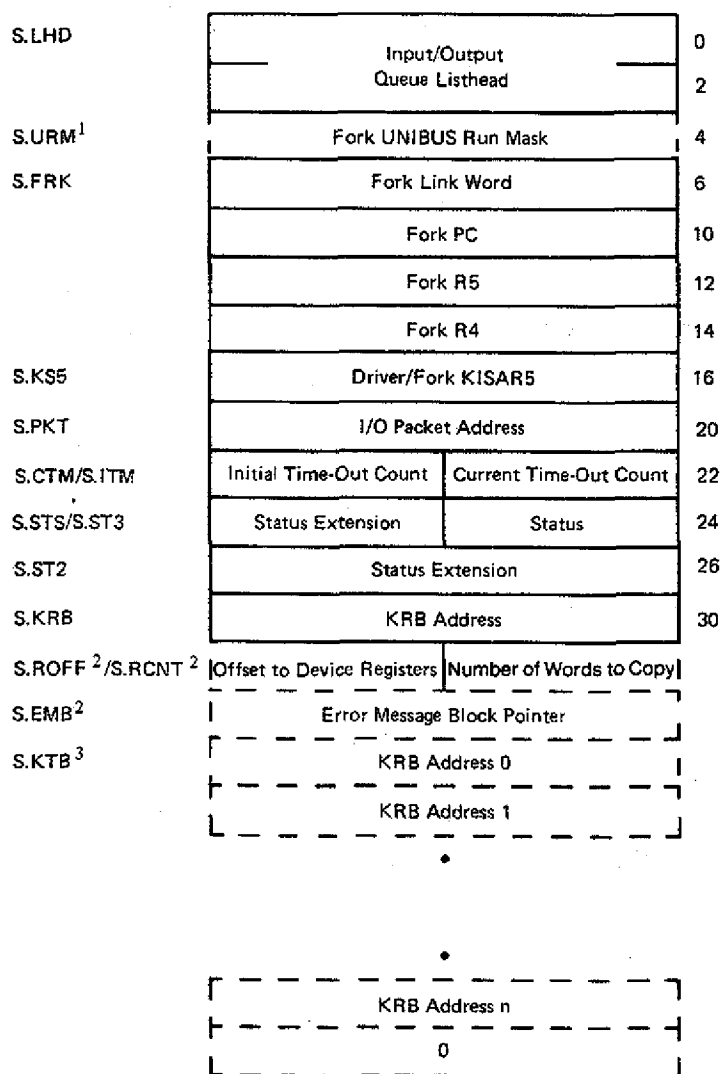 S.LHD Input/Output 0
Queue Listhead 2
S.URM¹ Fork UNIBUS Run Mask 4
S.FRK Fork Link Word 6
Fork PC 10
Fork R5 12
Fork R4 14
S.KS5 Driver/Fork KISAR5 16
S.PKT I/O Packet Address 20
S.CTM/S.ITM Initial Time-Out Count Current Time-Out Count 22
S.STS/S.ST3 Status Extension Status 24
S.ST2 Status Extension 26
S.KRB KRB Address 30
S.ROFF²/S.RCNT² Offset to Device Registers Number of Words to Copy
S.EMB² Error Message Block Pointer
S.KTB³ KRB Address 0
KRB Address 1
KRB Address n
0